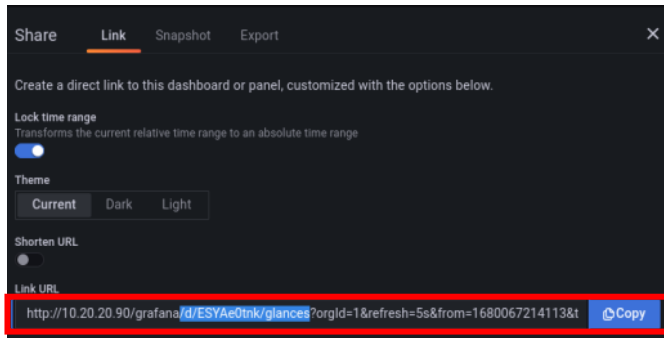 Share Link Snapshot Export
Create a direct link to this dashboard or panel, customized with the options below.
Lock time range
Transforms the current relative time range to an absolute time range
Theme
Current Dark Light
Shorten URL
Link URL
http://10.20.20.90/grafana/d/ESYAe0tnk/glances?orgId=1&refresh=5s&from=1680067214113&t Copy